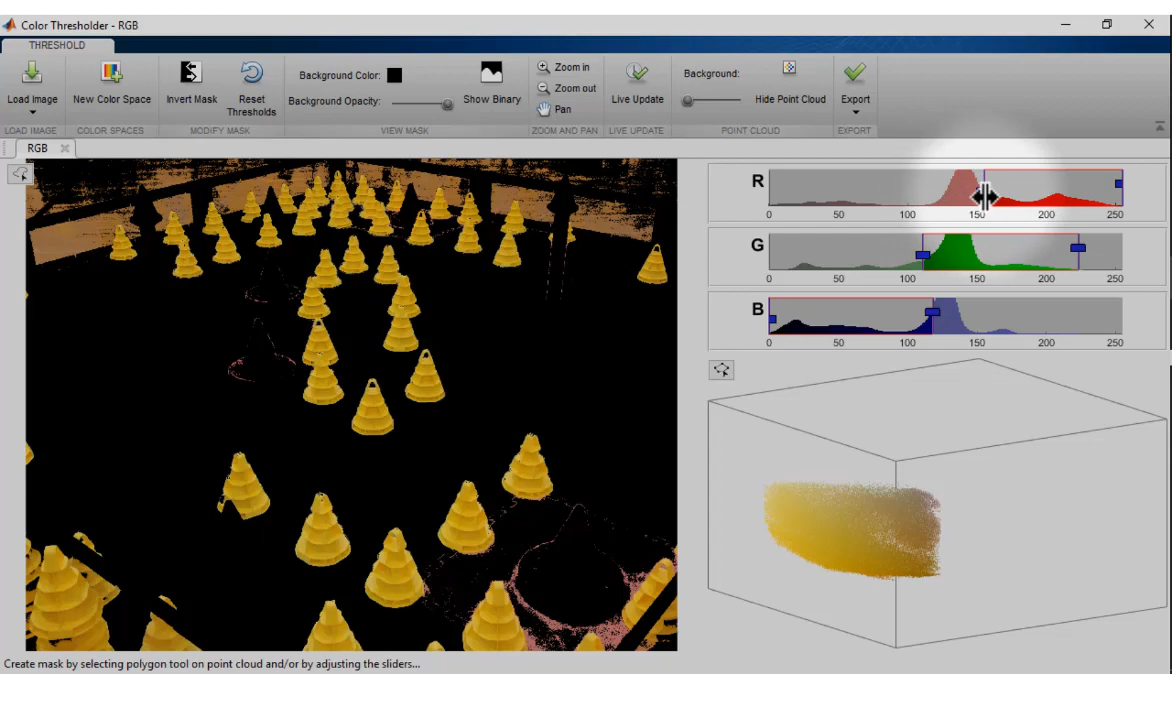 Color Thresholder - RGB
THRESHOLD
Load Image
New Color Space
Invert Mask
Reset Thresholds
Background Color:
Background Opacity:
Show Binary
Zoom in
Zoom out
Pan
Live Update
Background:
Hide Point Cloud
Export
LOAD IMAGE COLOR SPACES MODIFY MASK VIEW MASK ZOOM AND PAN LIVE UPDATE POINT CLOUD EXPORT
RGB
R
0 50 100 150 200 250
G
0 50 100 150 200 250
B
0 50 100 150 200 250
Create mask by selecting polygon tool on point cloud and/or by adjusting the sliders...